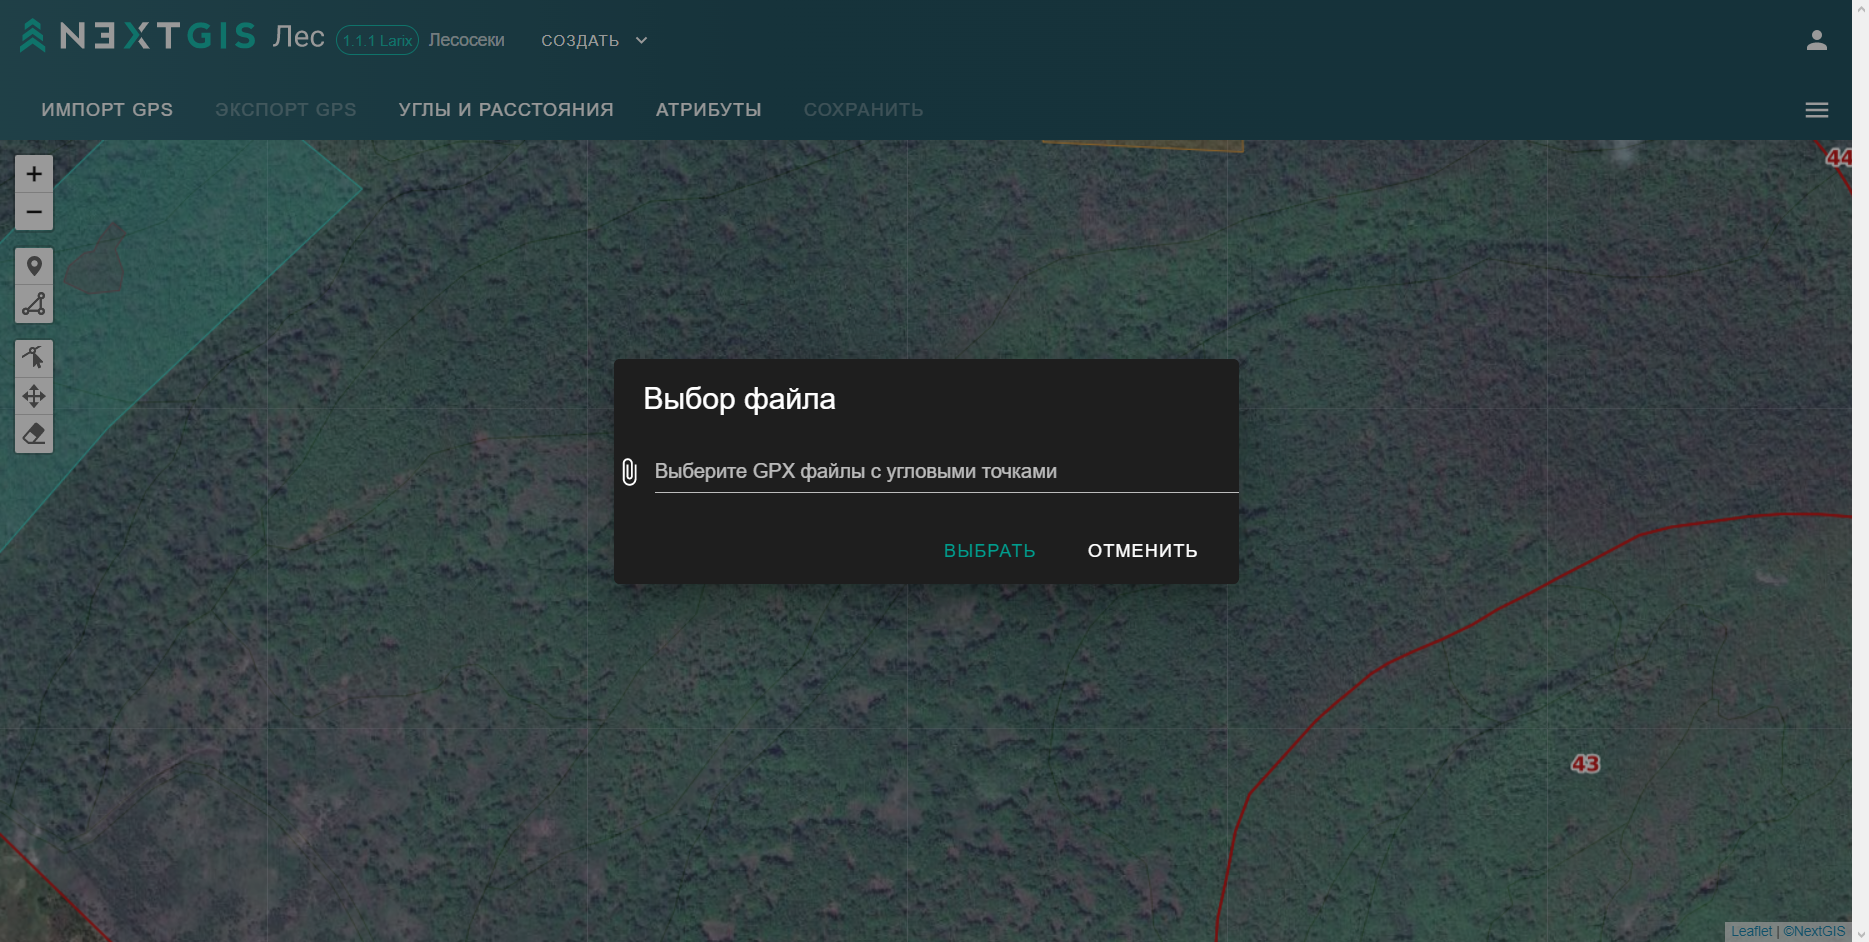 NEXTGIS Лес 1.1.1 Larix Лесосеки СОЗДАТЬ
ИМПОРТ GPS ЭКСПОРТ GPS УГЛЫ И РАССТОЯНИЯ АТРИБУТЫ СОХРАНИТЬ
44
+
−
Выбор файла
Выберите GPX файлы с угловыми точками
ВЫБРАТЬ ОТМЕНИТЬ
43
Leaflet | ©NextGIS